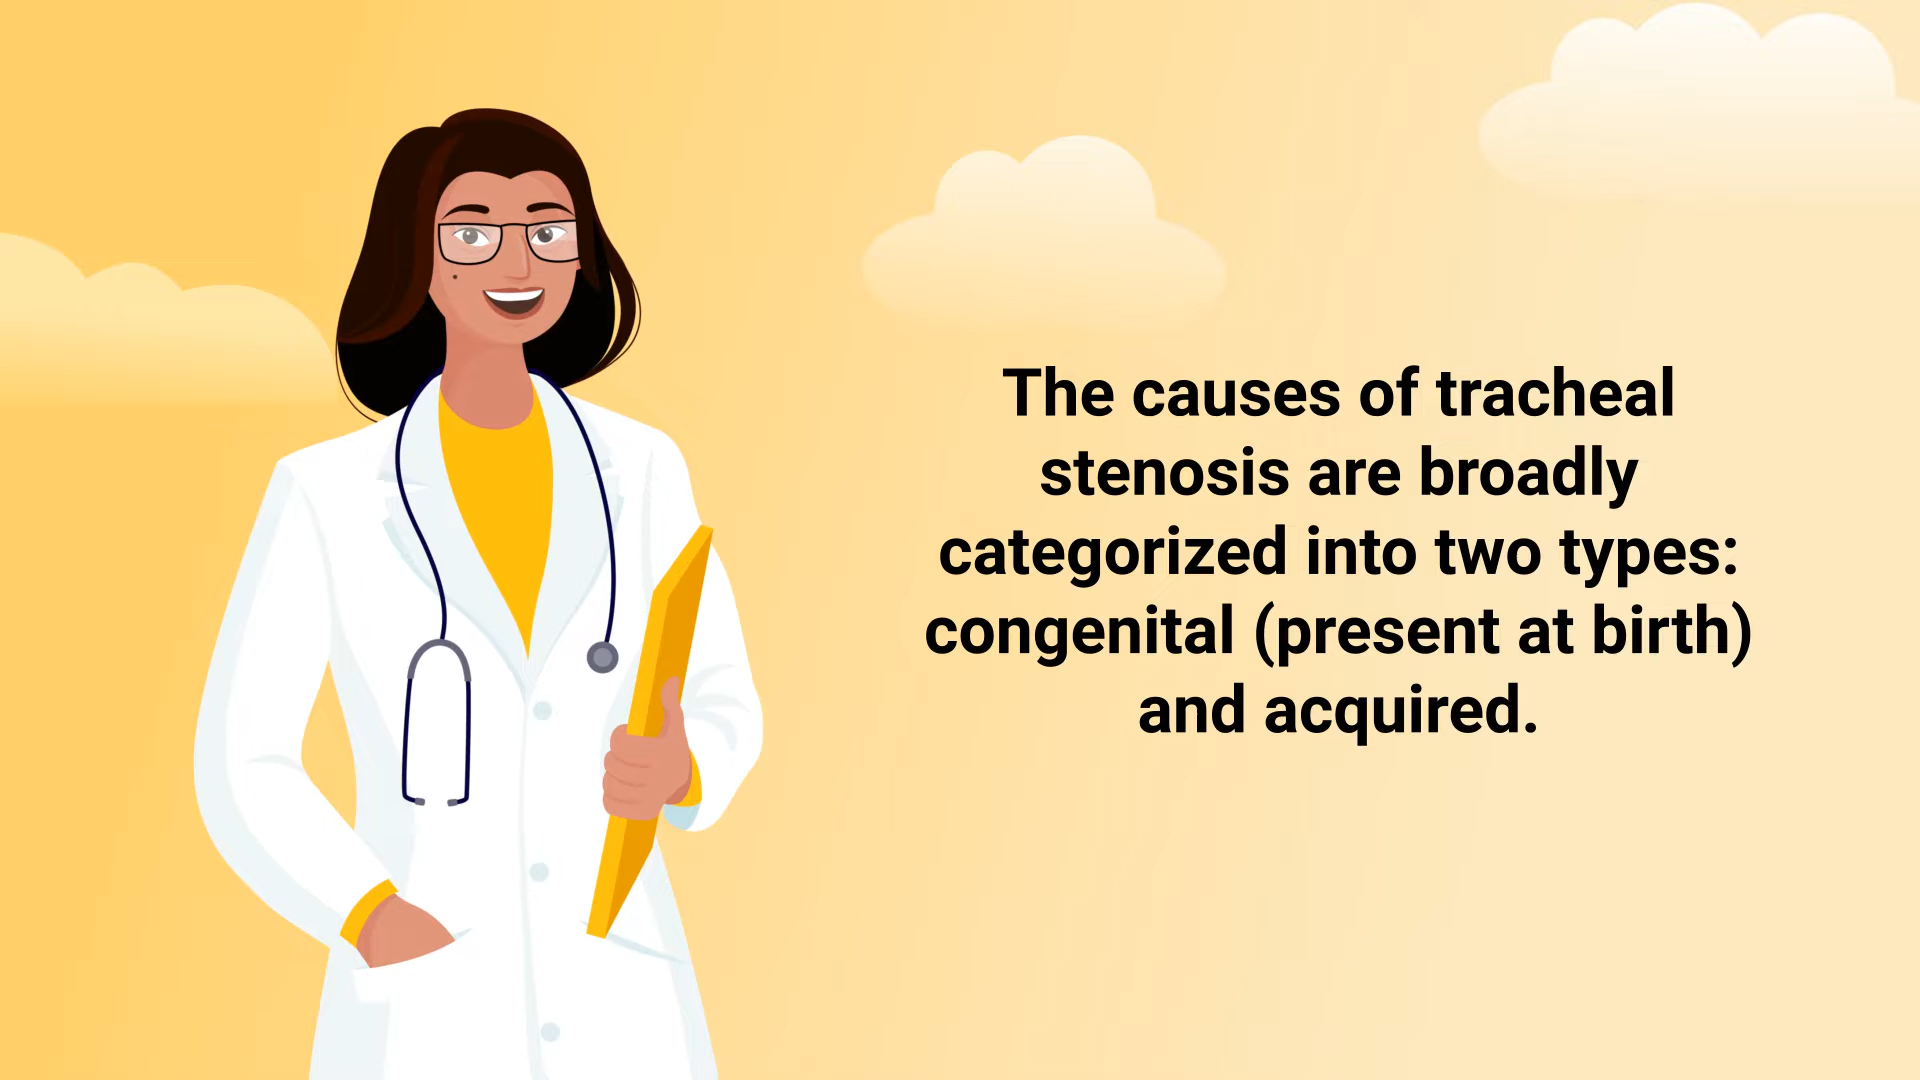 The causes of tracheal
stenosis are broadly
categorized into two types:
congenital (present at birth)
and acquired.